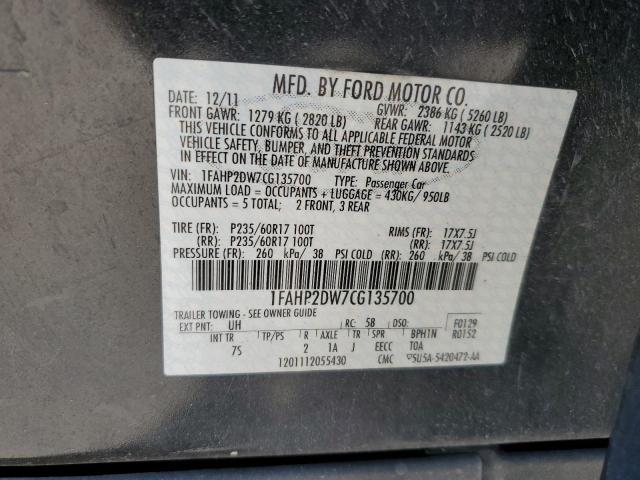 MFD. BY FORD MOTOR CO.
DATE: 12/11 GVWR: 2386 KG ( 5260 LB)
FRONT GAWR: 1279 KG ( 2820 LB) REAR GAWR: 1143 KG ( 2520 LB)
THIS VEHICLE CONFORMS TO ALL APPLICABLE FEDERAL MOTOR
VEHICLE SAFETY, BUMPER, AND THEFT PREVENTION STANDARDS
IN EFFECT ON THE DATE OF MANUFACTURE SHOWN ABOVE.
VIN: 1FAHP2DW7CG135700 TYPE: Passenger Car
MAXIMUM LOAD = OCCUPANTS + LUGGAGE = 430KG/ 950LB
OCCUPANTS = 5 TOTAL; 2 FRONT, 3 REAR
TIRE (FR): P235/60R17 100T RIMS (FR): 17X7.5J
(RR): P235/60R17 100T (RR): 17X7.5J
PRESSURE (FR): 260 kPa/ 38 PSI COLD (RR): 260 kPa/ 38 PSI COLD
1FAHP2DW7CG135700
TRAILER TOWING - SEE OWNER GUIDE
EXT PNT: UH RC: 58 DSO: F0129
INT TR TP/PS R AXLE TR SPR BPH1N R0152
7S 2 1A J EECC TOA
1201112055430 CMC 5U5A-5420472-AA